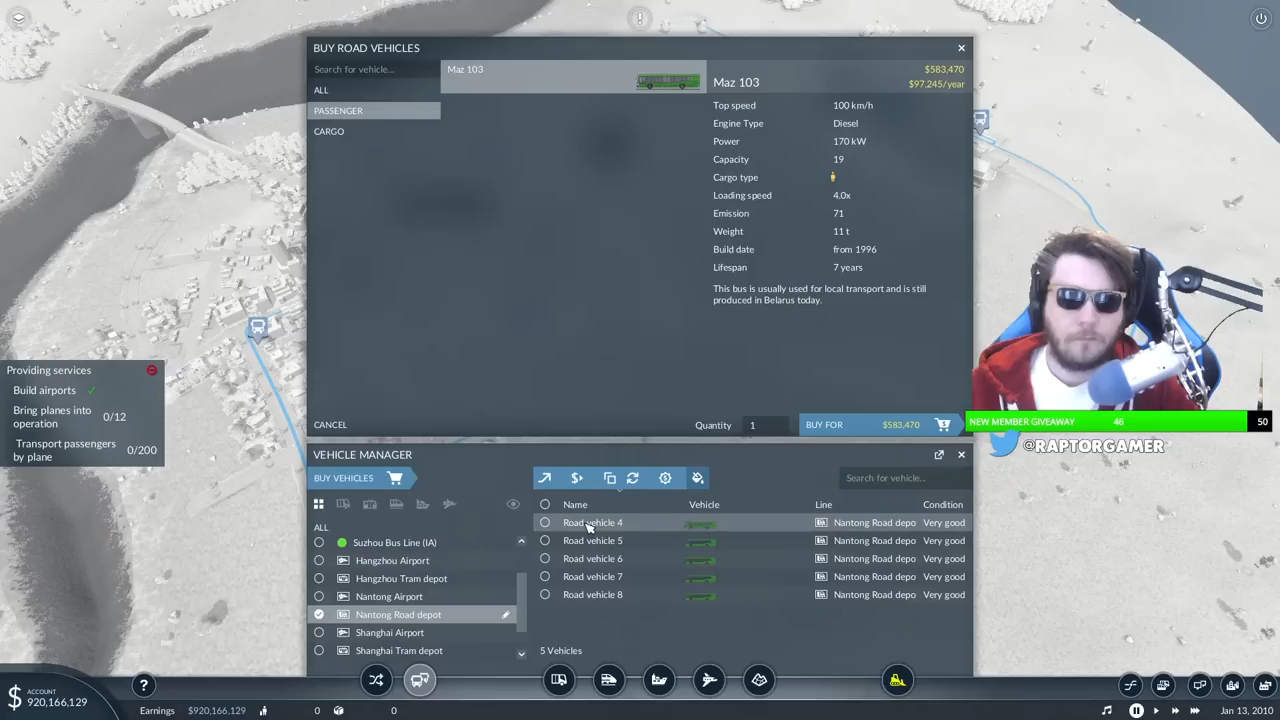 BUY ROAD VEHICLES
Search for vehicle...
ALL
PASSENGER
CARGO
Maz 103
$583,470
Maz 103
$97,245/year
Top speed 100 km/h
Engine Type Diesel
Power 170 kW
Capacity 19
Cargo type
Loading speed 4.0x
Emission 71
Weight 11 t
Build date from 1996
Lifespan 7 years
This bus is usually used for local transport and is still
produced in Belarus today.
CANCEL
Quantity 1
BUY FOR $583,470
Providing services
Build airports
Bring planes into
operation 0/12
Transport passengers
by plane 0/200
NEW MEMBER GIVEAWAY 46 50
@RAPTORGAMER
VEHICLE MANAGER
BUY VEHICLES
Search for vehicle...
ALL
Suzhou Bus Line (IA)
Hangzhou Airport
Hangzhou Tram depot
Nantong Airport
Nantong Road depot
Shanghai Airport
Shanghai Tram depot
Name Vehicle Line Condition
Road vehicle 4 Nantong Road depo Very good
Road vehicle 5 Nantong Road depo Very good
Road vehicle 6 Nantong Road depo Very good
Road vehicle 7 Nantong Road depo Very good
Road vehicle 8 Nantong Road depo Very good
5 Vehicles
$ ACCOUNT
920,166,129
?
Earnings $920,166,129 0 0
Jan 13, 2010